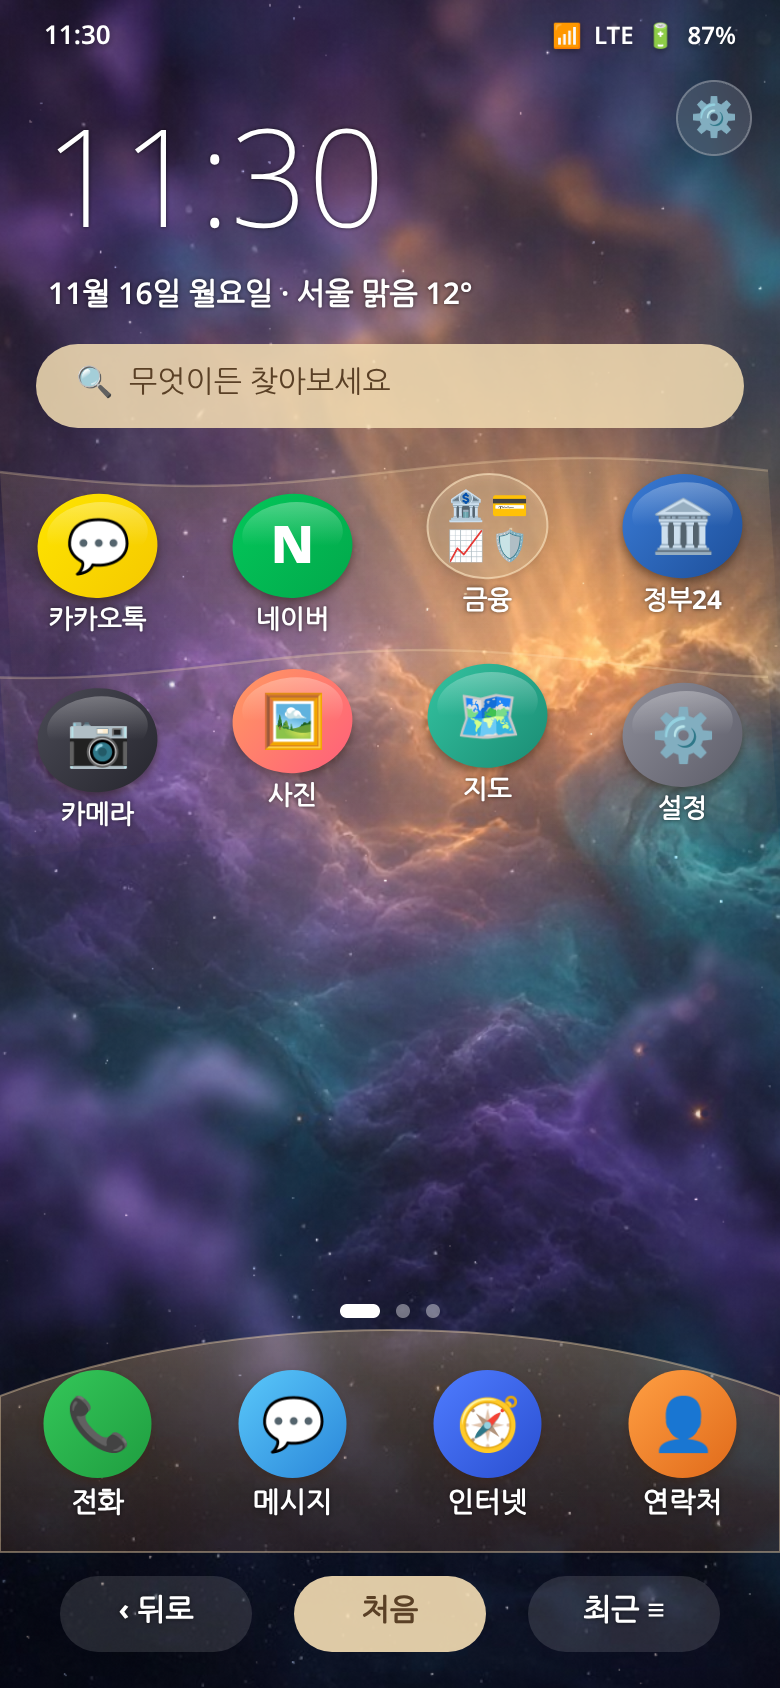 11:30 LTE 87%
11:30
11월 16일 월요일 · 서울 맑음 12°
무엇이든 찾아보세요
카카오톡 N 네이버 금융 정부24
카메라 사진 지도 설정
전화 메시지 인터넷 연락처
‹ 뒤로 처음 최근 ≡